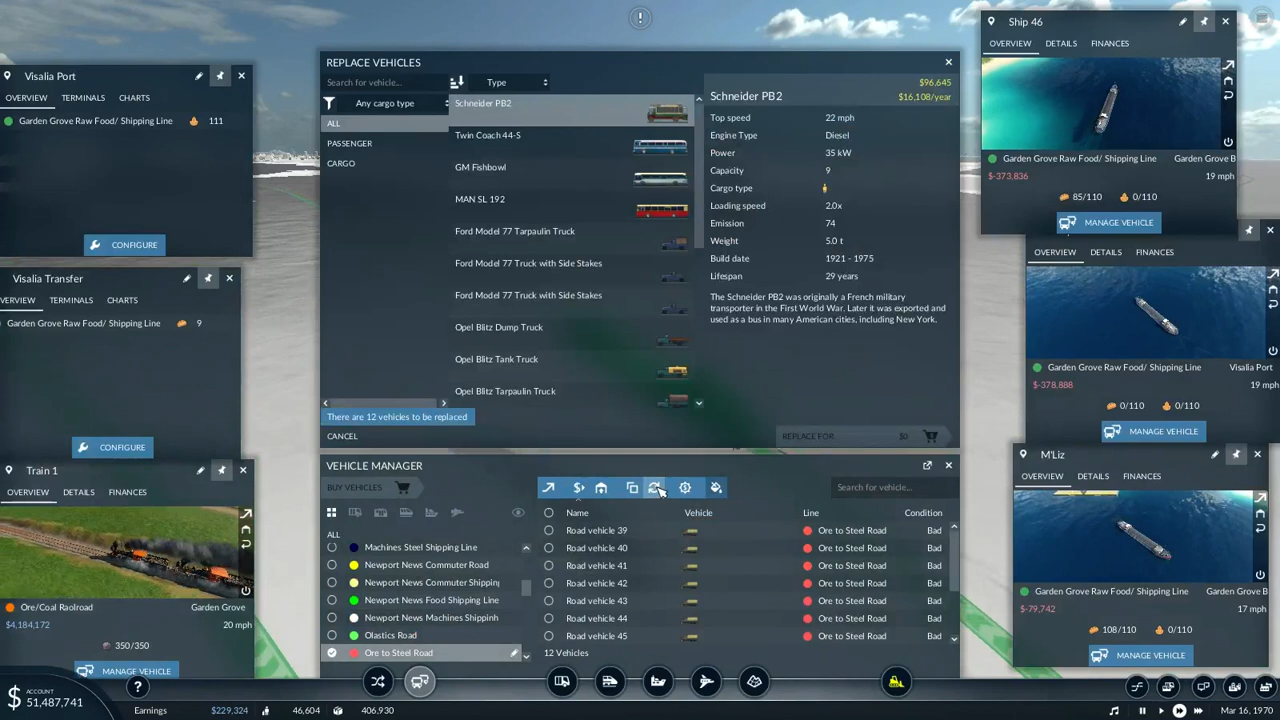 Visalia Port
OVERVIEW TERMINALS CHARTS
Garden Grove Raw Food/ Shipping Line 111
CONFIGURE
Visalia Transfer
VERVIEW TERMINALS CHARTS
Garden Grove Raw Food/ Shipping Line 9
CONFIGURE
Train 1
OVERVIEW DETAILS FINANCES
Ore/Coal Raolroad Garden Grove
$4,184,172 20 mph
350/350
MANAGE VEHICLE
REPLACE VEHICLES
Search for vehicle... Type
Any cargo type
ALL
PASSENGER
CARGO
Schneider PB2
Twin Coach 44-S
GM Fishbowl
MAN SL 192
Ford Model 77 Tarpaulin Truck
Ford Model 77 Truck with Side Stakes
Ford Model 77 Truck with Side Stakes
Opel Blitz Dump Truck
Opel Blitz Tank Truck
Opel Blitz Tarpaulin Truck
$96,645
Schneider PB2 $16,108/year
Top speed 22 mph
Engine Type Diesel
Power 35 kW
Capacity 9
Cargo type
Loading speed 2.0x
Emission 74
Weight 5.0 t
Build date 1921 - 1975
Lifespan 29 years
The Schneider PB2 was originally a French military
transporter in the First World War. Later it was exported and
used as a bus in many American cities, including New York.
There are 12 vehicles to be replaced
CANCEL REPLACE FOR $0
VEHICLE MANAGER
BUY VEHICLES Search for vehicle...
ALL
Machines Steel Shipping Line
Newport News Commuter Road
Newport News Commuter Shipping
Newport News Food Shipping Line
Newport News Machines Shippinh
Olastics Road
Ore to Steel Road
Name Vehicle Line Condition
Road vehicle 39 Ore to Steel Road Bad
Road vehicle 40 Ore to Steel Road Bad
Road vehicle 41 Ore to Steel Road Bad
Road vehicle 42 Ore to Steel Road Bad
Road vehicle 43 Ore to Steel Road Bad
Road vehicle 44 Ore to Steel Road Bad
Road vehicle 45 Ore to Steel Road Bad
12 Vehicles
Ship 46
OVERVIEW DETAILS FINANCES
Garden Grove Raw Food/ Shipping Line Garden Grove B
$-373,836 19 mph
85/110 0/110
MANAGE VEHICLE
OVERVIEW DETAILS FINANCES
Garden Grove Raw Food/ Shipping Line Visalia Port
$-378,888 19 mph
0/110 0/110
MANAGE VEHICLE
M'Liz
OVERVIEW DETAILS FINANCES
Garden Grove Raw Food/ Shipping Line Garden Grove B
$-79,742 17 mph
108/110 0/110
MANAGE VEHICLE
$ ACCOUNT
51,487,741
?
Earnings $229,324 46,604 406,930 Mar 16, 1970